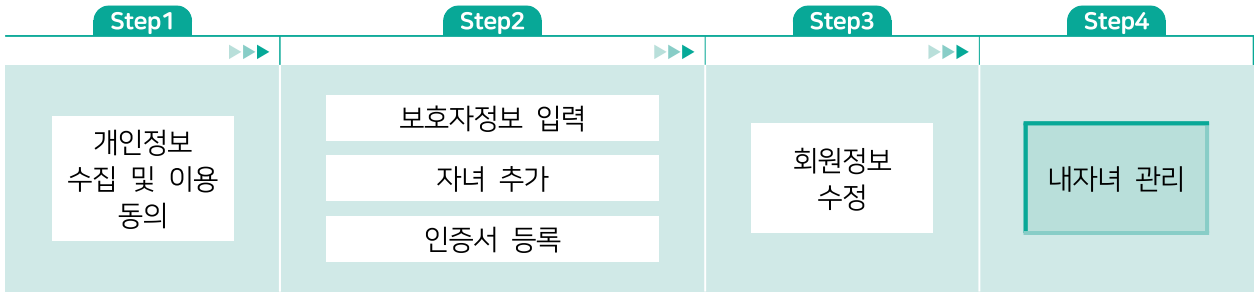 Step1
Step2
Step3
Step4
개인정보
수집 및 이용
동의
보호자정보 입력
자녀 추가
인증서 등록
회원정보
수정
내자녀 관리